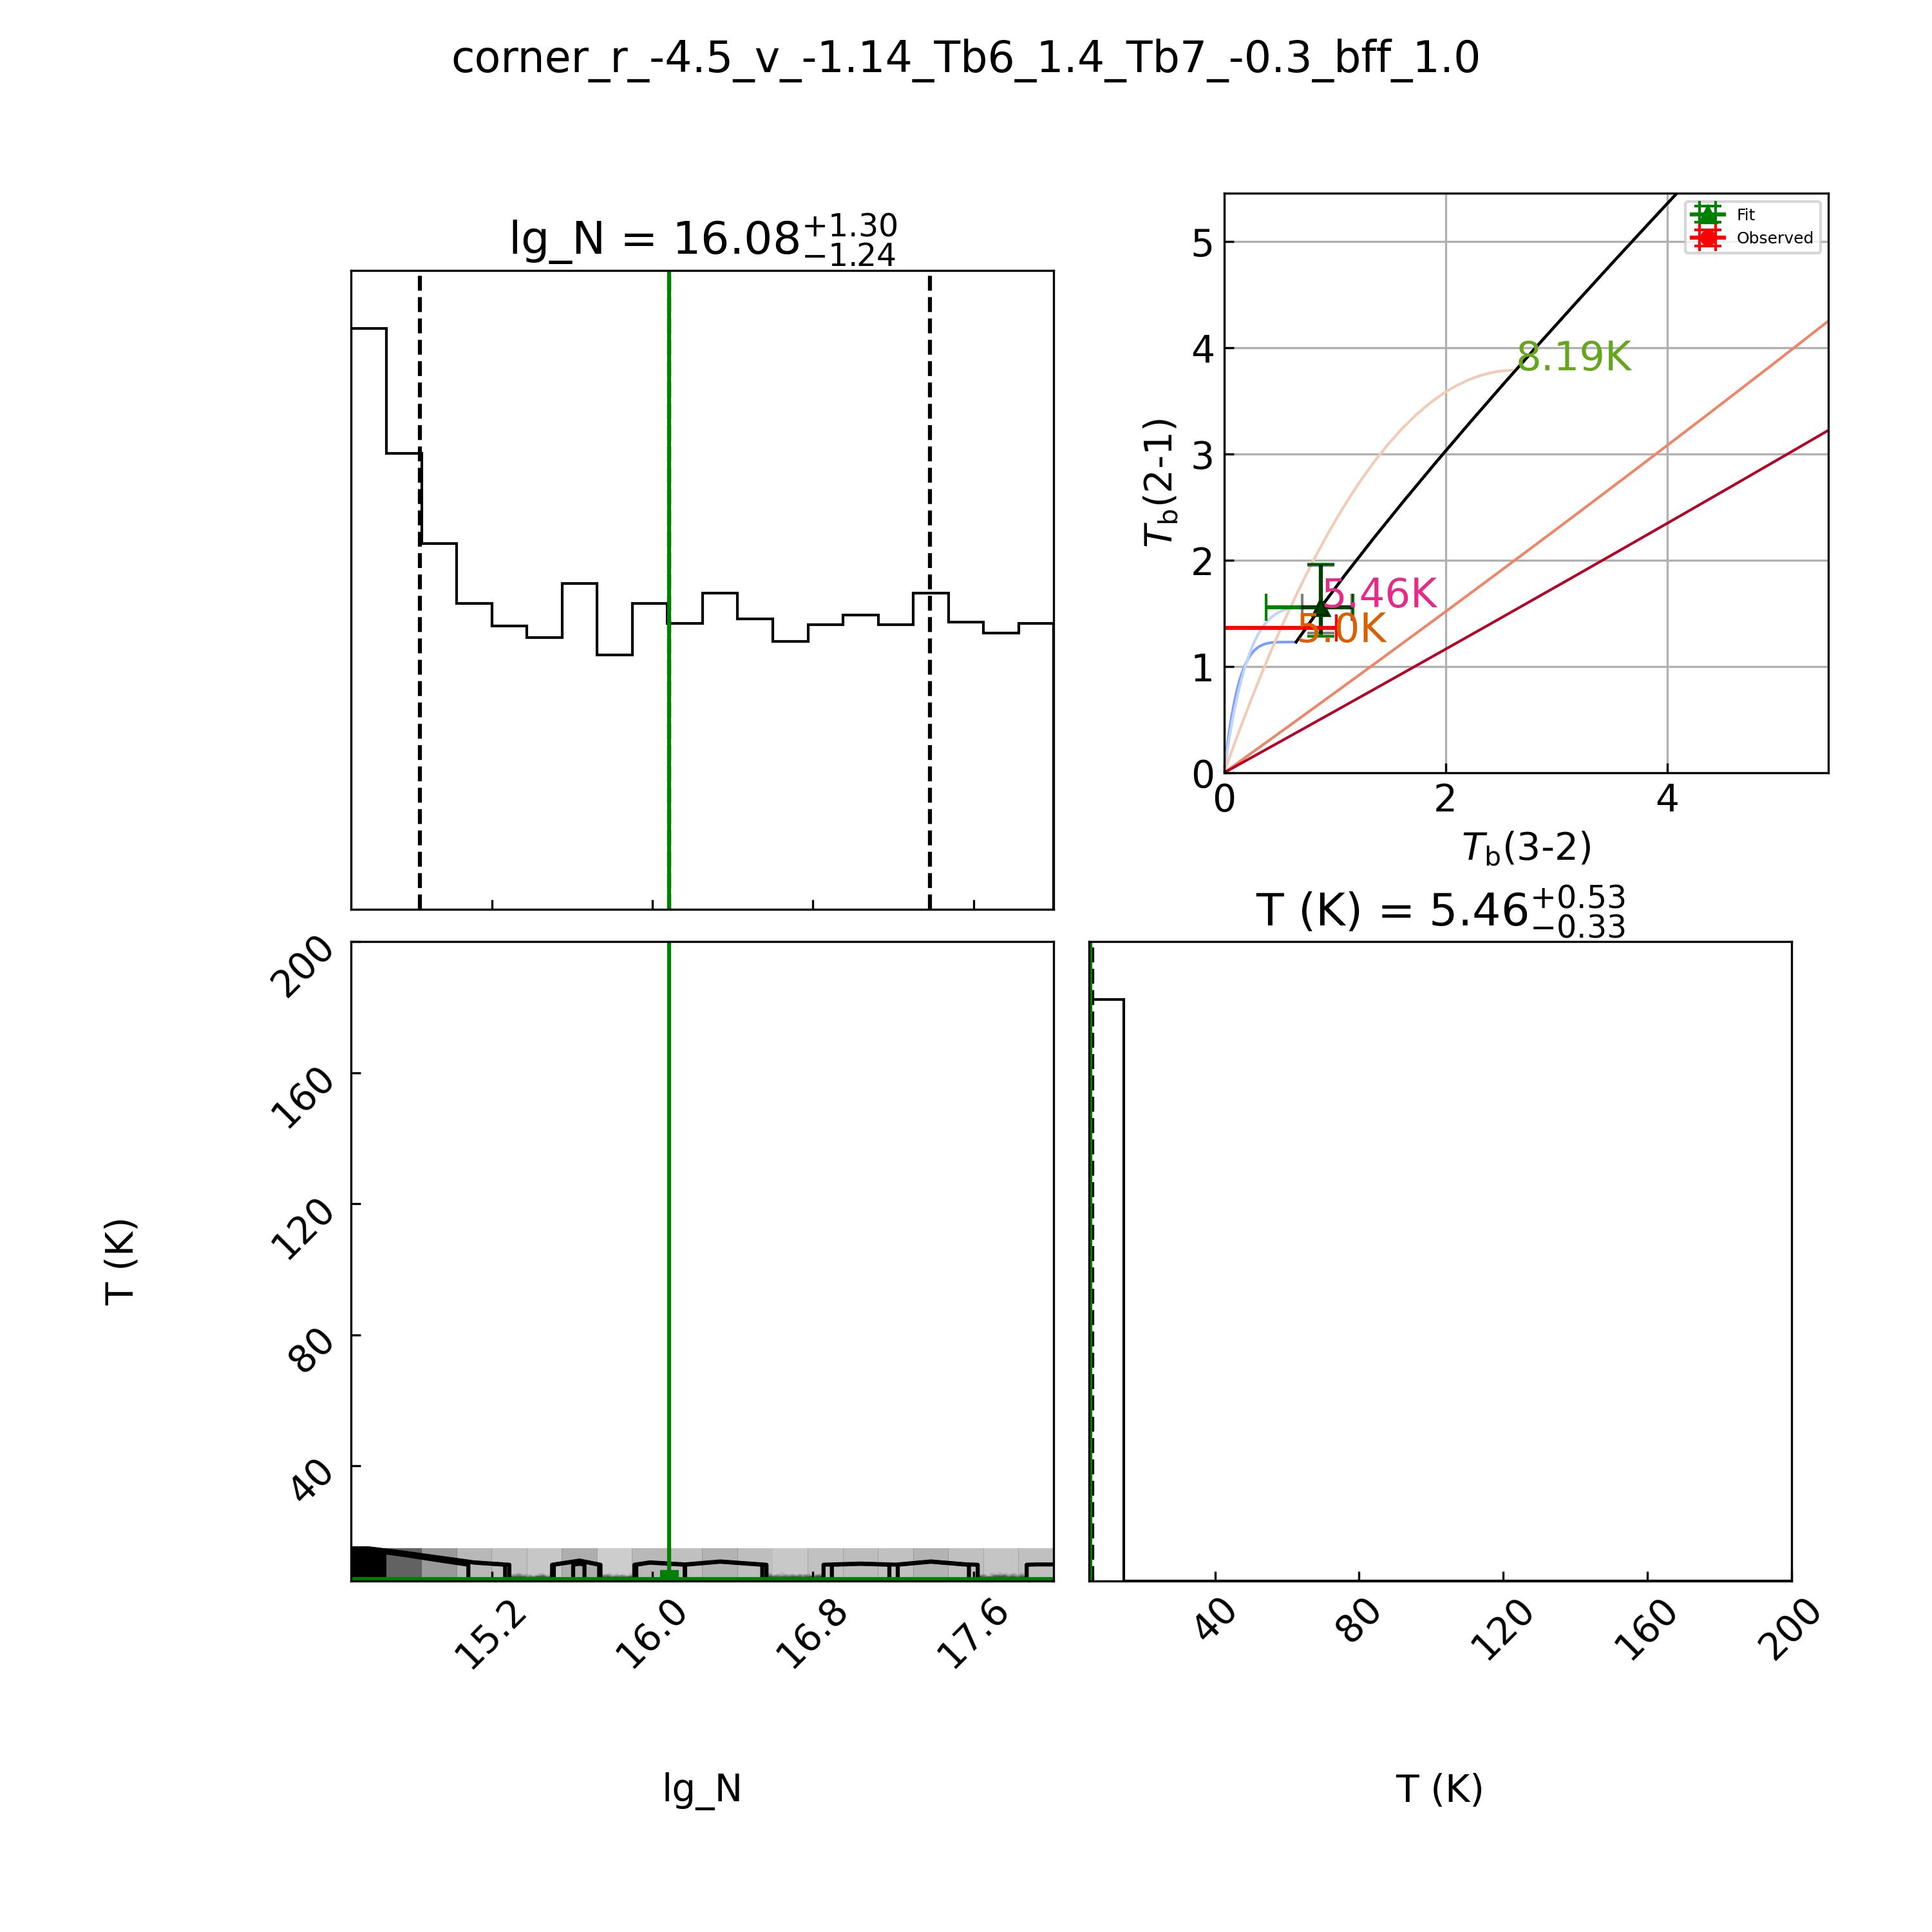 corner_r_-4.5_v_-1.14_Tb6_1.4_Tb7_-0.3_bff_1.0
lg_N = 16.08+1.30−1.24
5
4
3
2
1
0
Tb(2-1)
Fit
Observed
8.19K
5.46K
5.0K
0
2
4
Tb(3-2)
T (K) = 5.46+0.53−0.33
200
160
120
80
40
T (K)
15.2
16.0
16.8
17.6
lg_N
40
80
120
160
200
T (K)